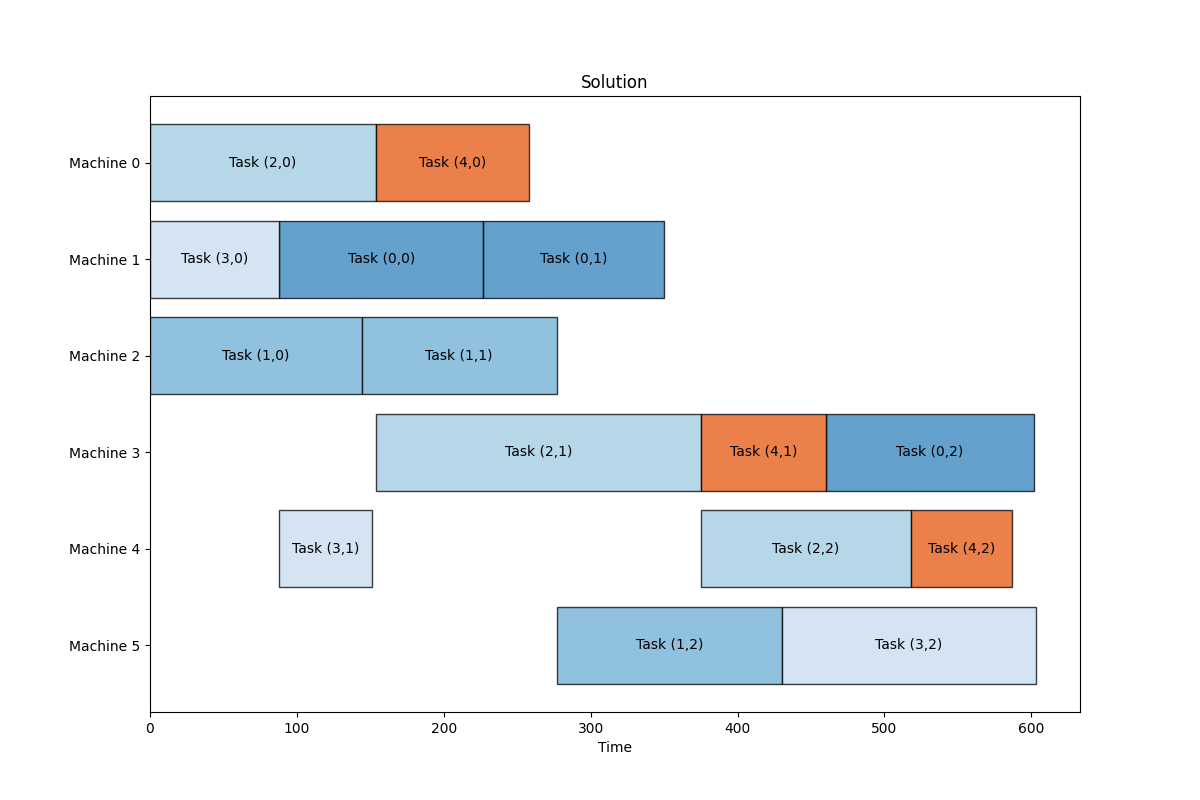 Solution
Machine 0
Task (2,0)
Task (4,0)
Machine 1
Task (3,0)
Task (0,0)
Task (0,1)
Machine 2
Task (1,0)
Task (1,1)
Machine 3
Task (2,1)
Task (4,1)
Task (0,2)
Machine 4
Task (3,1)
Task (2,2)
Task (4,2)
Machine 5
Task (1,2)
Task (3,2)
0 100 200 300 400 500 600
Time